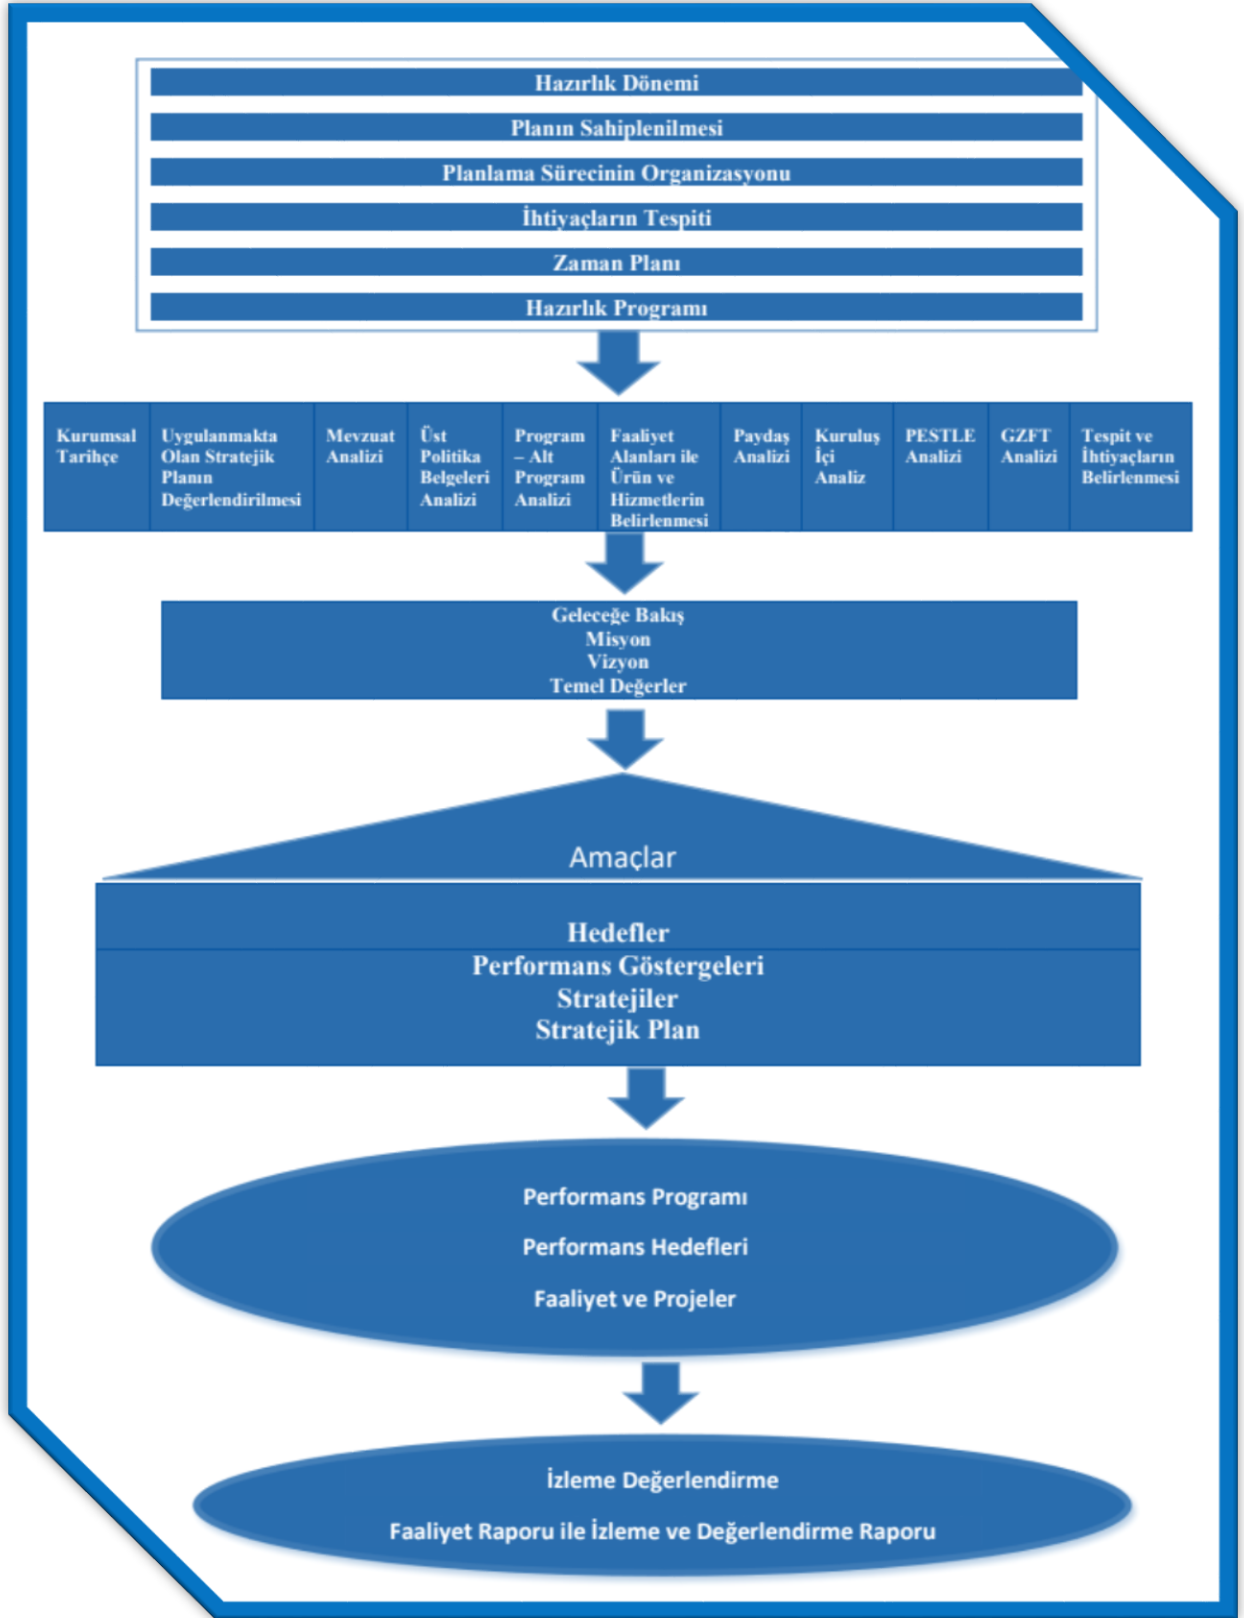 Hazırlık Dönemi
Planın Sahiplenilmesi
Planlama Sürecinin Organizasyonu
İhtiyaçların Tespiti
Zaman Planı
Hazırlık Programı
Kurumsal
Tarihçe
Uygulanmakta
Olan Stratejik
Planın
Değerlendirilmesi
Mevzuat
Analizi
Üst
Politika
Belgeleri
Analizi
Program
– Alt
Program
Analizi
Faaliyet
Alanları ile
Ürün ve
Hizmetlerin
Belirlenmesi
Paydaş
Analizi
Kuruluş
İçi
Analiz
PESTLE
Analizi
GZFT
Analizi
Tespit ve
İhtiyaçların
Belirlenmesi
Geleceğe Bakış
Misyon
Vizyon
Temel Değerler
Amaçlar
Hedefler
Performans Göstergeleri
Stratejiler
Stratejik Plan
Performans Programı
Performans Hedefleri
Faaliyet ve Projeler
İzleme Değerlendirme
Faaliyet Raporu ile İzleme ve Değerlendirme Raporu